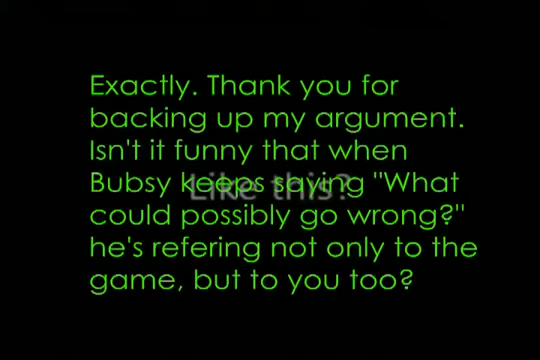 Exactly. Thank you for
backing up my argument.
Isn't it funny that when
Bubsy keeps saying "What
Like this?
could possibly go wrong?"
he's refering not only to the
game, but to you too?